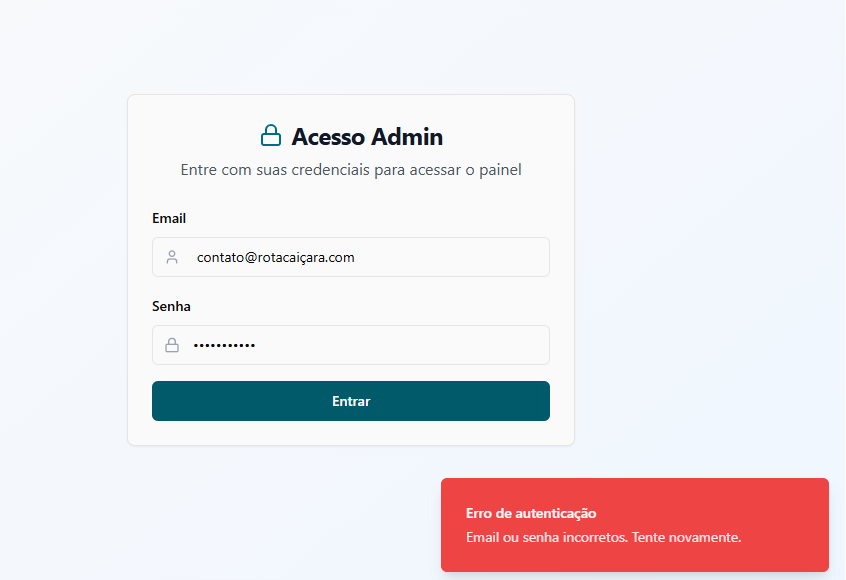 Acesso Admin
Entre com suas credenciais para acessar o painel
Email
contato@rotacaiçara.com
Senha
•••••••••••
Entrar
Erro de autenticação
Email ou senha incorretos. Tente novamente.